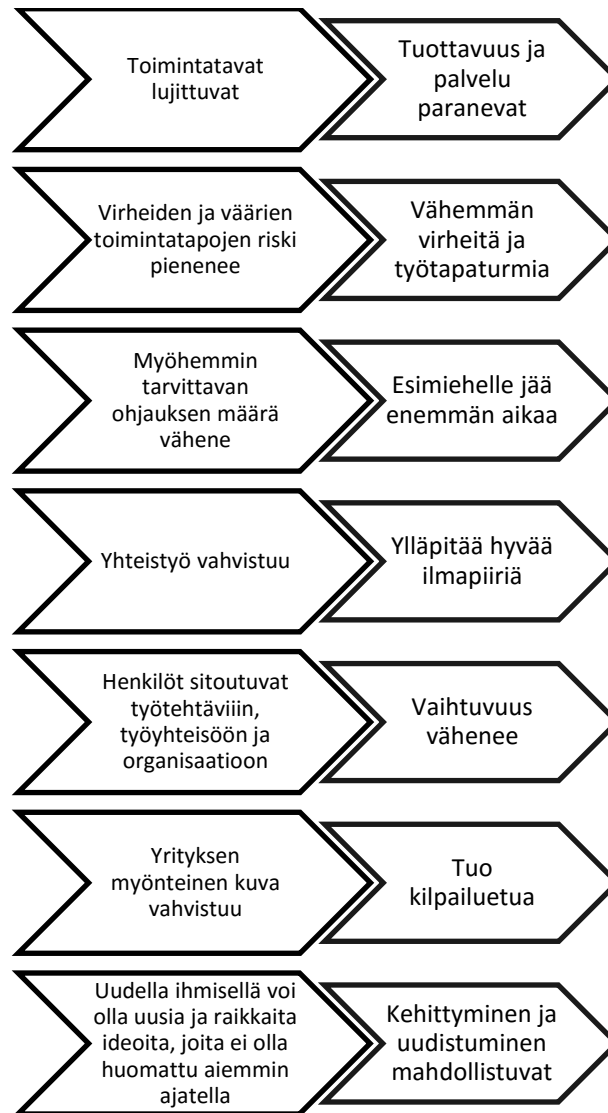 Toimintatavat
lujittuvat
Tuottavuus ja
palvelu
paranevat
Virheiden ja väärien
toimintatapojen riski
pienenee
Vähemmän
virheitä ja
työtapaturmia
Myöhemmin
tarvittavan
ohjauksen määrä
vähene
Esimiehelle jää
enemmän aikaa
Yhteistyö vahvistuu
Ylläpitää hyvää
ilmapiiriä
Henkilöt sitoutuvat
työtehtäviiin,
työyhteisöön ja
organisaatioon
Vaihtuvuus
vähenee
Yrityksen
myönteinen kuva
vahvistuu
Tuo
kilpailuetua
Uudella ihmisellä voi
olla uusia ja raikkaita
ideoita, joita ei olla
huomattu aiemmin
ajatella
Kehittyminen ja
uudistuminen
mahdollistuvat